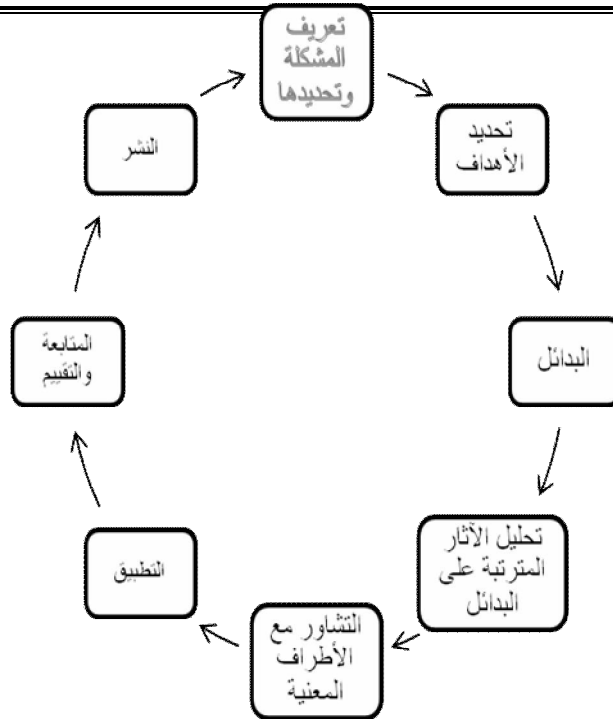 تعريف
المشكلة
وتحديدها
تحديد
الأهداف
البدائل
تحليل الآثار
المترتبة على
البدائل
التشاور مع
الأطراف
المعنية
التطبيق
المتابعة
والتقييم
النشر